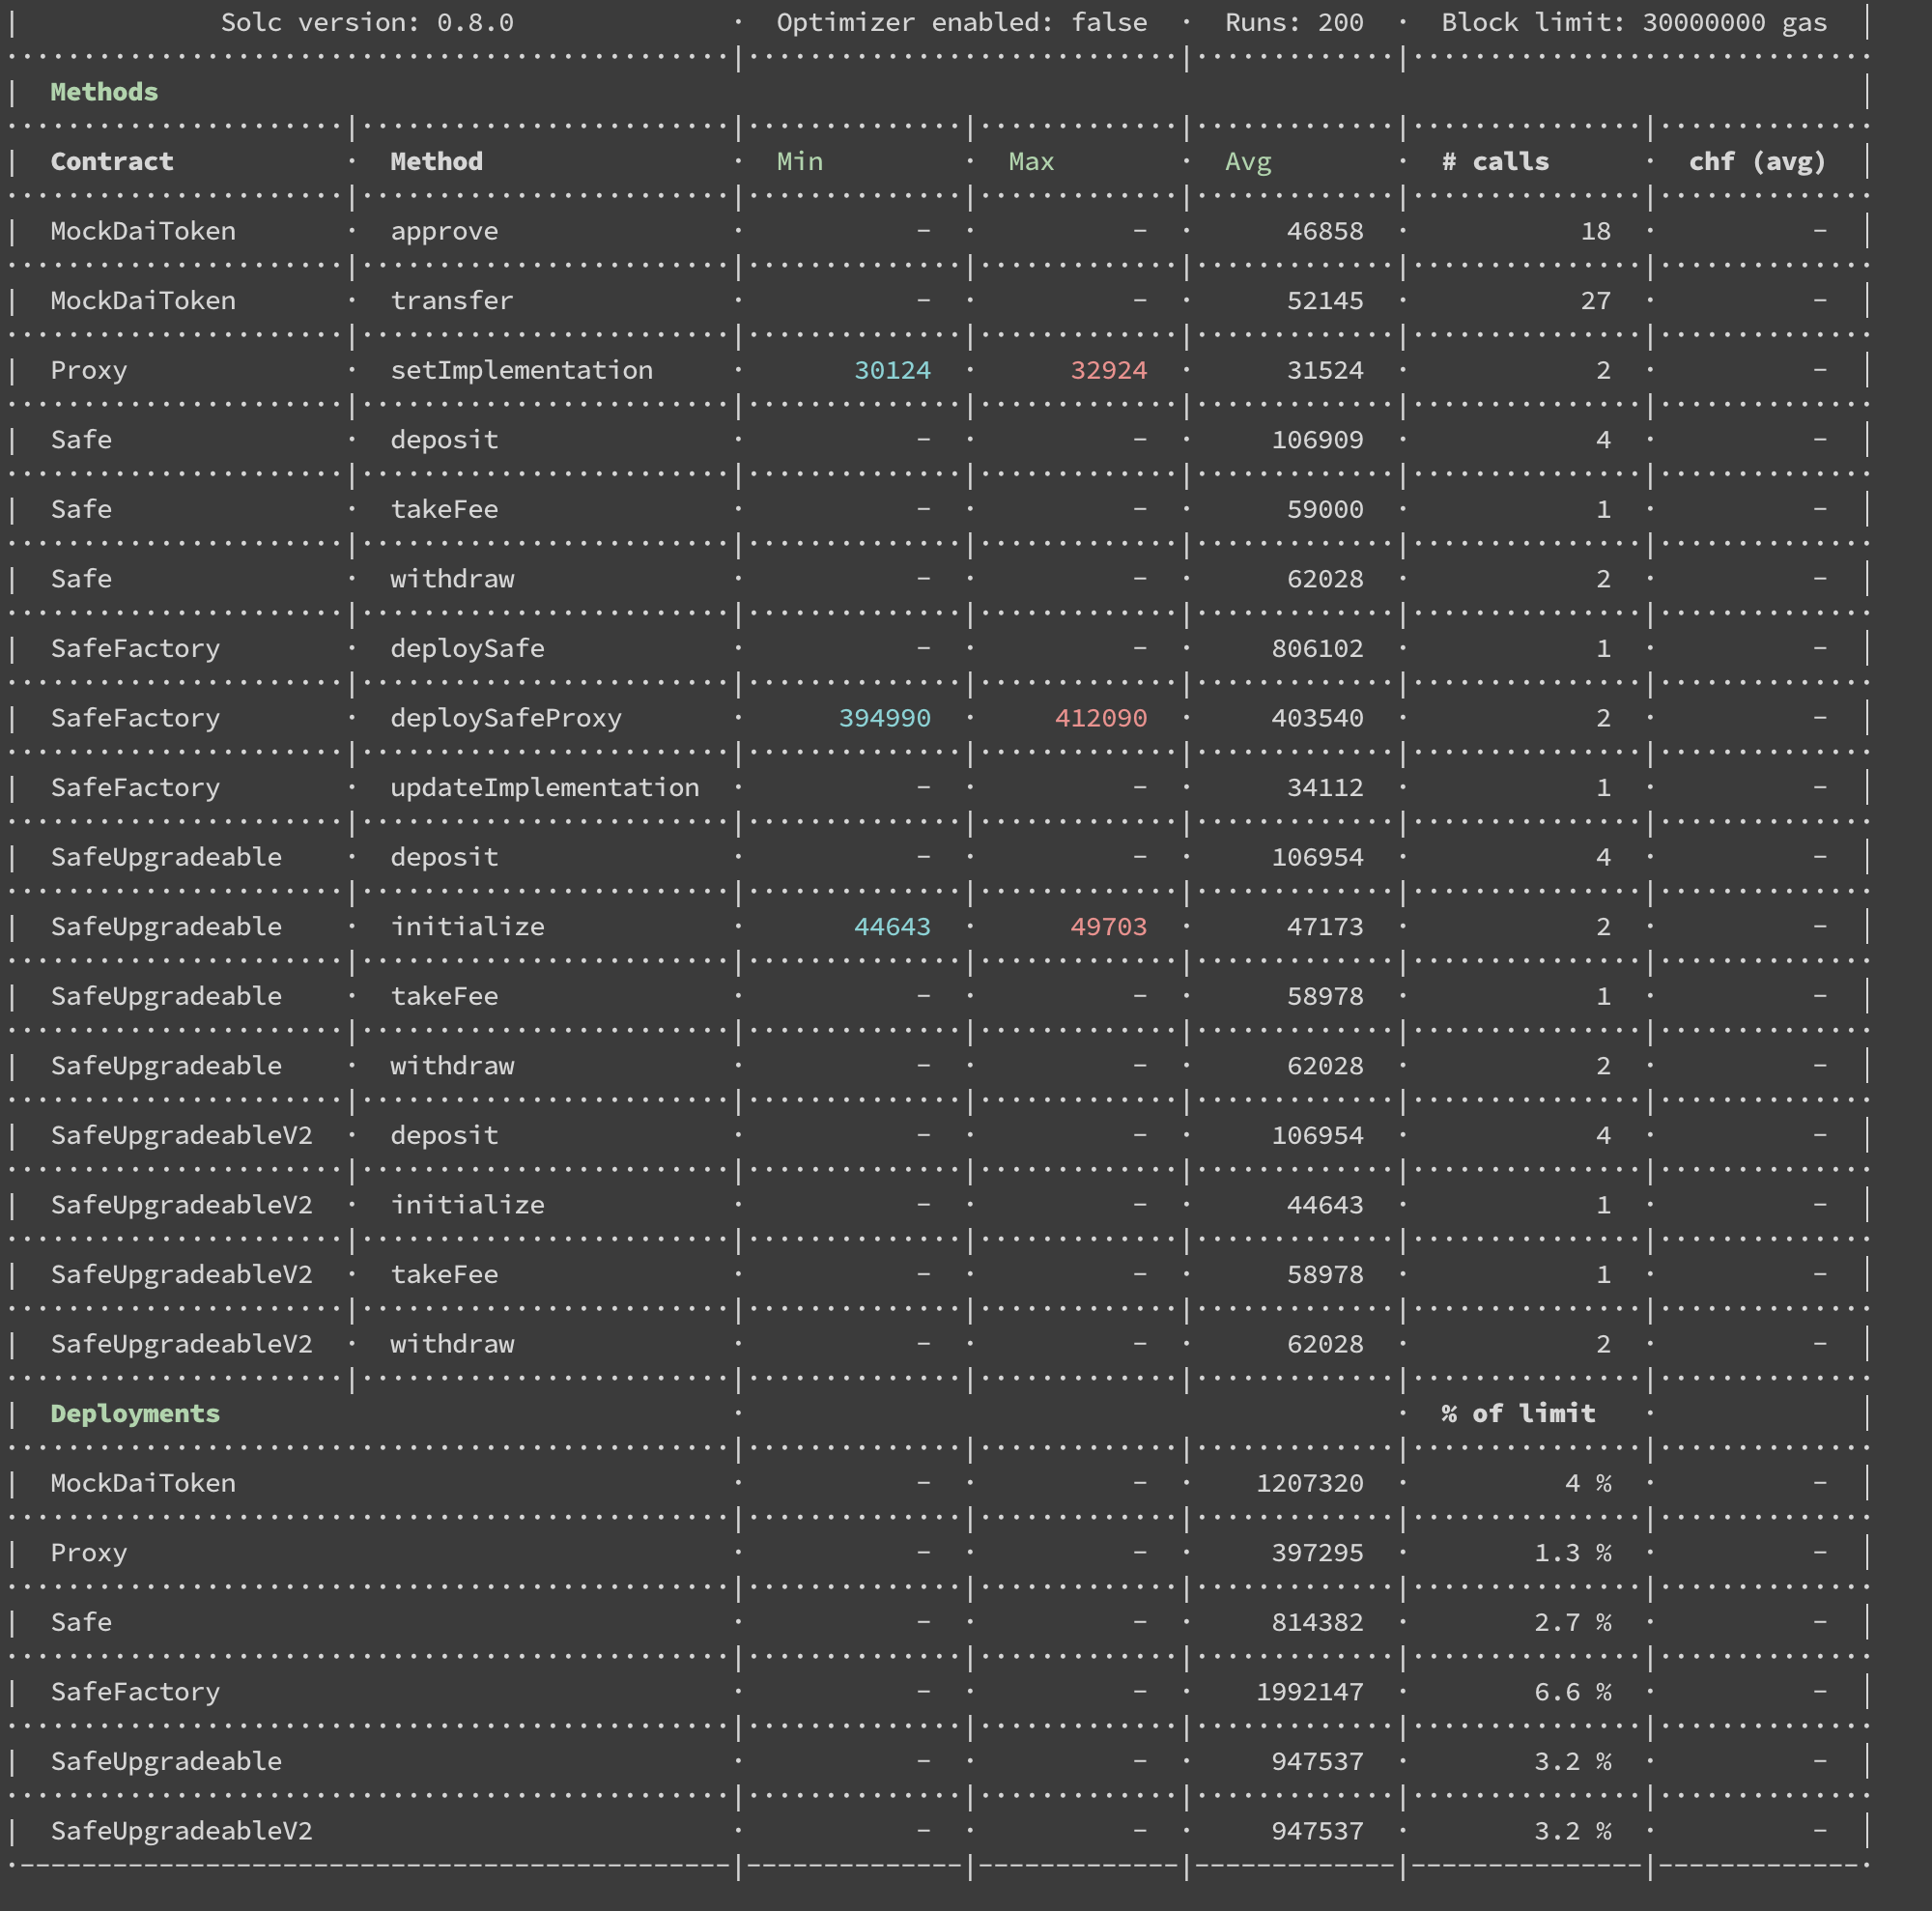 Solc version: 0.8.0 · Optimizer enabled: false · Runs: 200 · Block limit: 30000000 gas
Methods
Contract · Method · Min · Max · Avg · # calls · chf (avg)
MockDaiToken · approve · - · - · 46858 · 18 · -
MockDaiToken · transfer · - · - · 52145 · 27 · -
Proxy · setImplementation · 30124 · 32924 · 31524 · 2 · -
Safe · deposit · - · - · 106909 · 4 · -
Safe · takeFee · - · - · 59000 · 1 · -
Safe · withdraw · - · - · 62028 · 2 · -
SafeFactory · deploySafe · - · - · 806102 · 1 · -
SafeFactory · deploySafeProxy · 394990 · 412090 · 403540 · 2 · -
SafeFactory · updateImplementation · - · - · 34112 · 1 · -
SafeUpgradeable · deposit · - · - · 106954 · 4 · -
SafeUpgradeable · initialize · 44643 · 49703 · 47173 · 2 · -
SafeUpgradeable · takeFee · - · - · 58978 · 1 · -
SafeUpgradeable · withdraw · - · - · 62028 · 2 · -
SafeUpgradeableV2 · deposit · - · - · 106954 · 4 · -
SafeUpgradeableV2 · initialize · - · - · 44643 · 1 · -
SafeUpgradeableV2 · takeFee · - · - · 58978 · 1 · -
SafeUpgradeableV2 · withdraw · - · - · 62028 · 2 · -
Deployments · · % of limit ·
MockDaiToken · - · - · 1207320 · 4 % · -
Proxy · - · - · 397295 · 1.3 % · -
Safe · - · - · 814382 · 2.7 % · -
SafeFactory · - · - · 1992147 · 6.6 % · -
SafeUpgradeable · - · - · 947537 · 3.2 % · -
SafeUpgradeableV2 · - · - · 947537 · 3.2 % · -